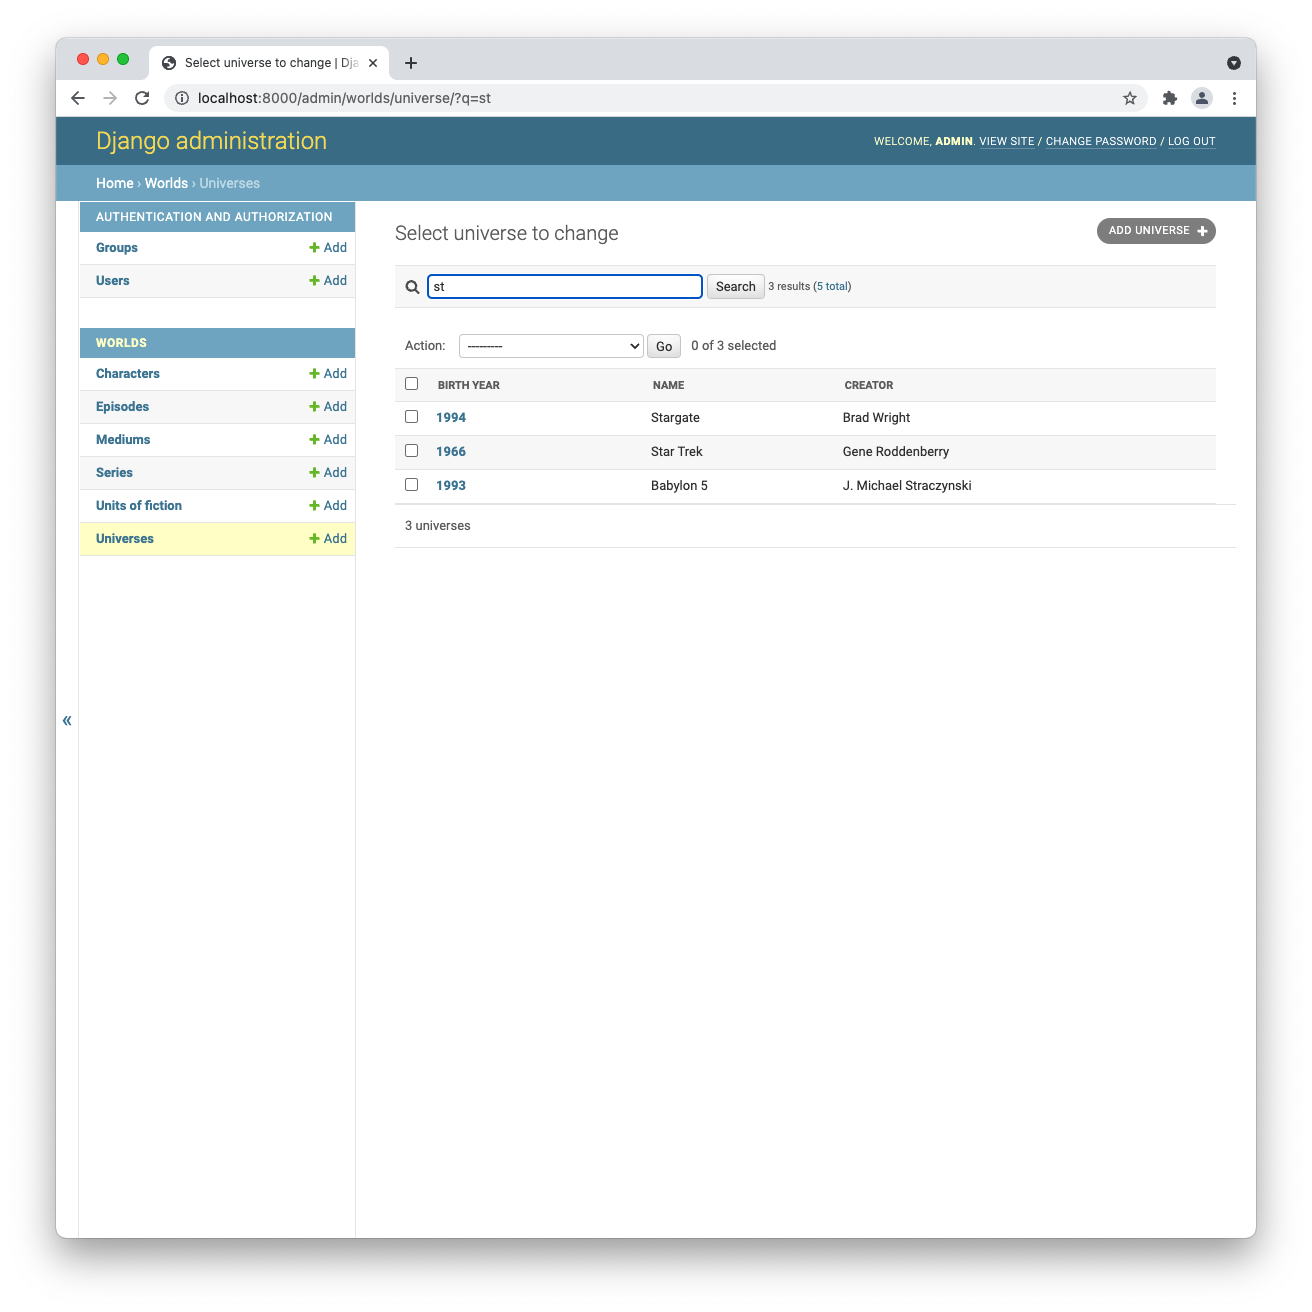 Select universe to change | Dja
localhost:8000/admin/worlds/universe/?q=st
Django administration
WELCOME, ADMIN. VIEW SITE / CHANGE PASSWORD / LOG OUT
Home › Worlds › Universes
AUTHENTICATION AND AUTHORIZATION
Groups + Add
Users + Add
WORLDS
Characters + Add
Episodes + Add
Mediums + Add
Series + Add
Units of fiction + Add
Universes + Add
«
Select universe to change
ADD UNIVERSE +
st Search 3 results (5 total)
Action: --------- Go 0 of 3 selected
BIRTH YEAR NAME CREATOR
1994 Stargate Brad Wright
1966 Star Trek Gene Roddenberry
1993 Babylon 5 J. Michael Straczynski
3 universes